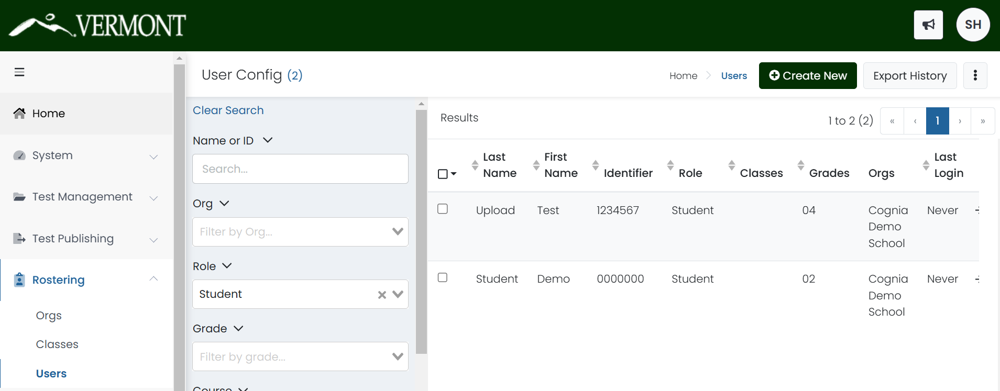 VERMONT
SH
User Config (2)
Home
Users
Create New
Export History
Home
System
Test Management
Test Publishing
Rostering
Orgs
Classes
Users
Clear Search
Name or ID
Search...
Org
Filter by Org...
Role
Student
Grade
Filter by grade...
Course
Results
1 to 2 (2)
« ‹ 1 › »
Last Name
First Name
Identifier
Role
Classes
Grades
Orgs
Last Login
Upload Test 1234567 Student 04 Cognia Never
Demo
School
Student Demo 0000000 Student 02 Cognia Never
Demo
School